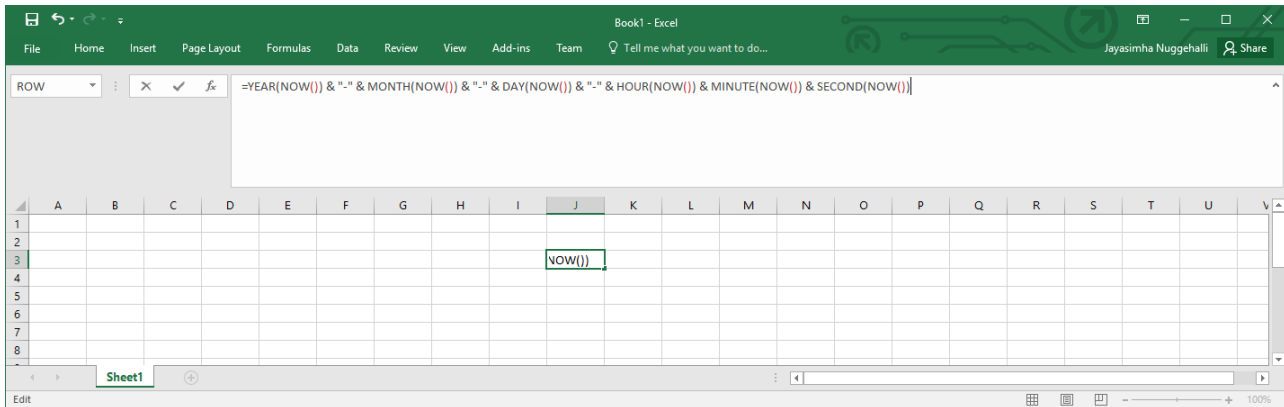 Book1 - Excel
File Home Insert Page Layout Formulas Data Review View Add-ins Team Tell me what you want to do... Jayasimha Nuggehalli Share
ROW fx =YEAR(NOW()) & "-" & MONTH(NOW()) & "-" & DAY(NOW()) & "-" & HOUR(NOW()) & MINUTE(NOW()) & SECOND(NOW())
A B C D E F G H I J K L M N O P Q R S T U V
1
2
3 NOW())
4
5
6
7
8
Sheet1
Edit 100%